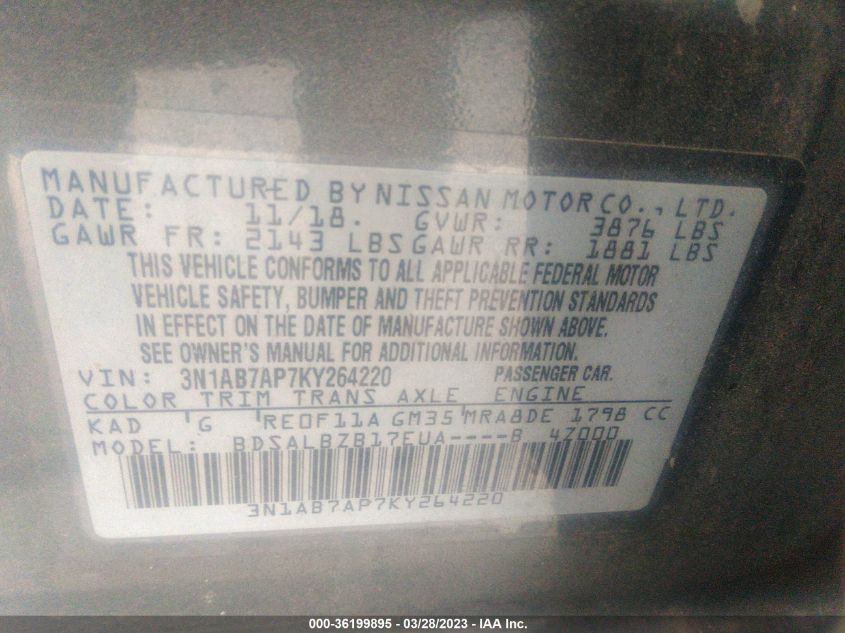 MANUFACTURED BY NISSAN MOTOR CO., LTD.
DATE: 11/18. GVWR: 3876 LBS
GAWR FR: 2143 LBS GAWR RR: 1881 LBS
THIS VEHICLE CONFORMS TO ALL APPLICABLE FEDERAL MOTOR
VEHICLE SAFETY, BUMPER AND THEFT PREVENTION STANDARDS
IN EFFECT ON THE DATE OF MANUFACTURE SHOWN ABOVE.
SEE OWNER'S MANUAL FOR ADDITIONAL INFORMATION.
VIN: 3N1AB7AP7KY264220 PASSENGER CAR.
COLOR TRIM TRANS AXLE ENGINE
KAD G RE0F11A GM35 MRA8DE 1798 CC
MODEL: BDSALBZB17EUA----B 4Z000
3N1AB7AP7KY264220
000-36199895 - 03/28/2023 - IAA Inc.